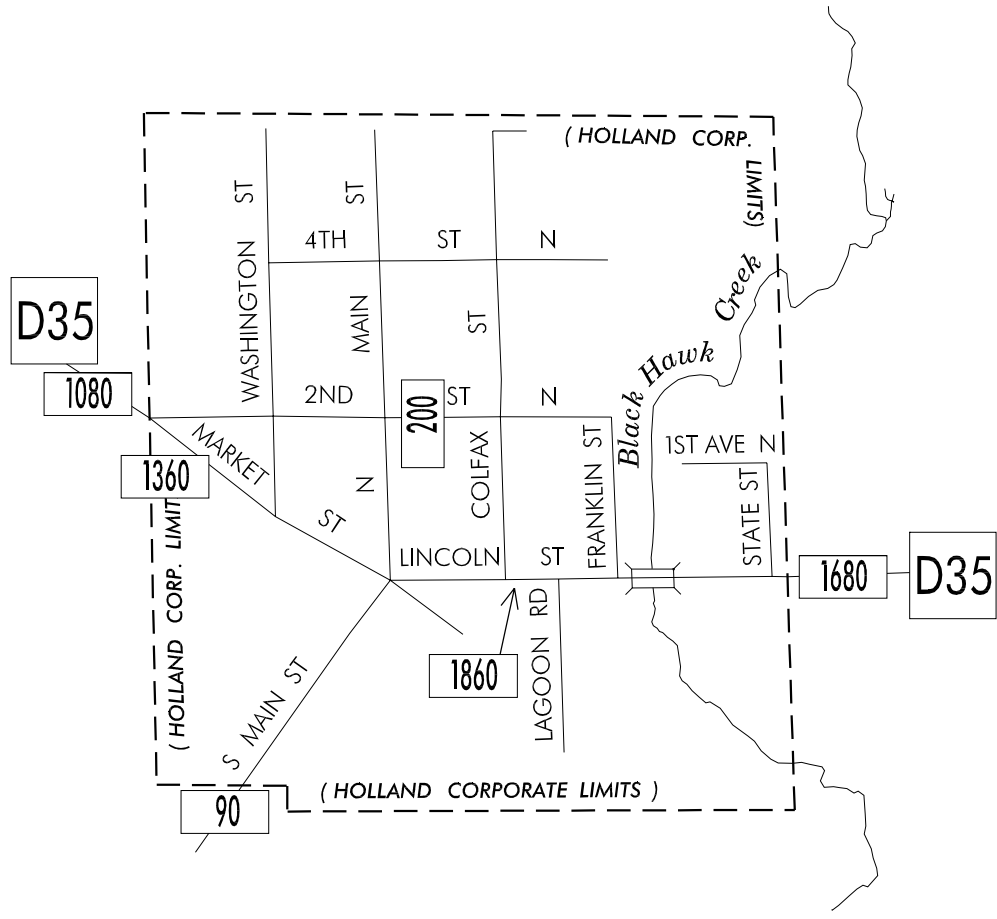 ( HOLLAND CORP.
LIMITS)
WASHINGTON ST
MAIN ST
4TH ST N
ST
Black Hawk Creek
D35
1080
2ND ST N
200
MARKET ST
1360
N
COLFAX
FRANKLIN ST
1ST AVE N
STATE ST
LINCOLN ST
1680
D35
( HOLLAND CORP. LIMIT
1860
LAGOON RD
S MAIN ST
90
( HOLLAND CORPORATE LIMITS )